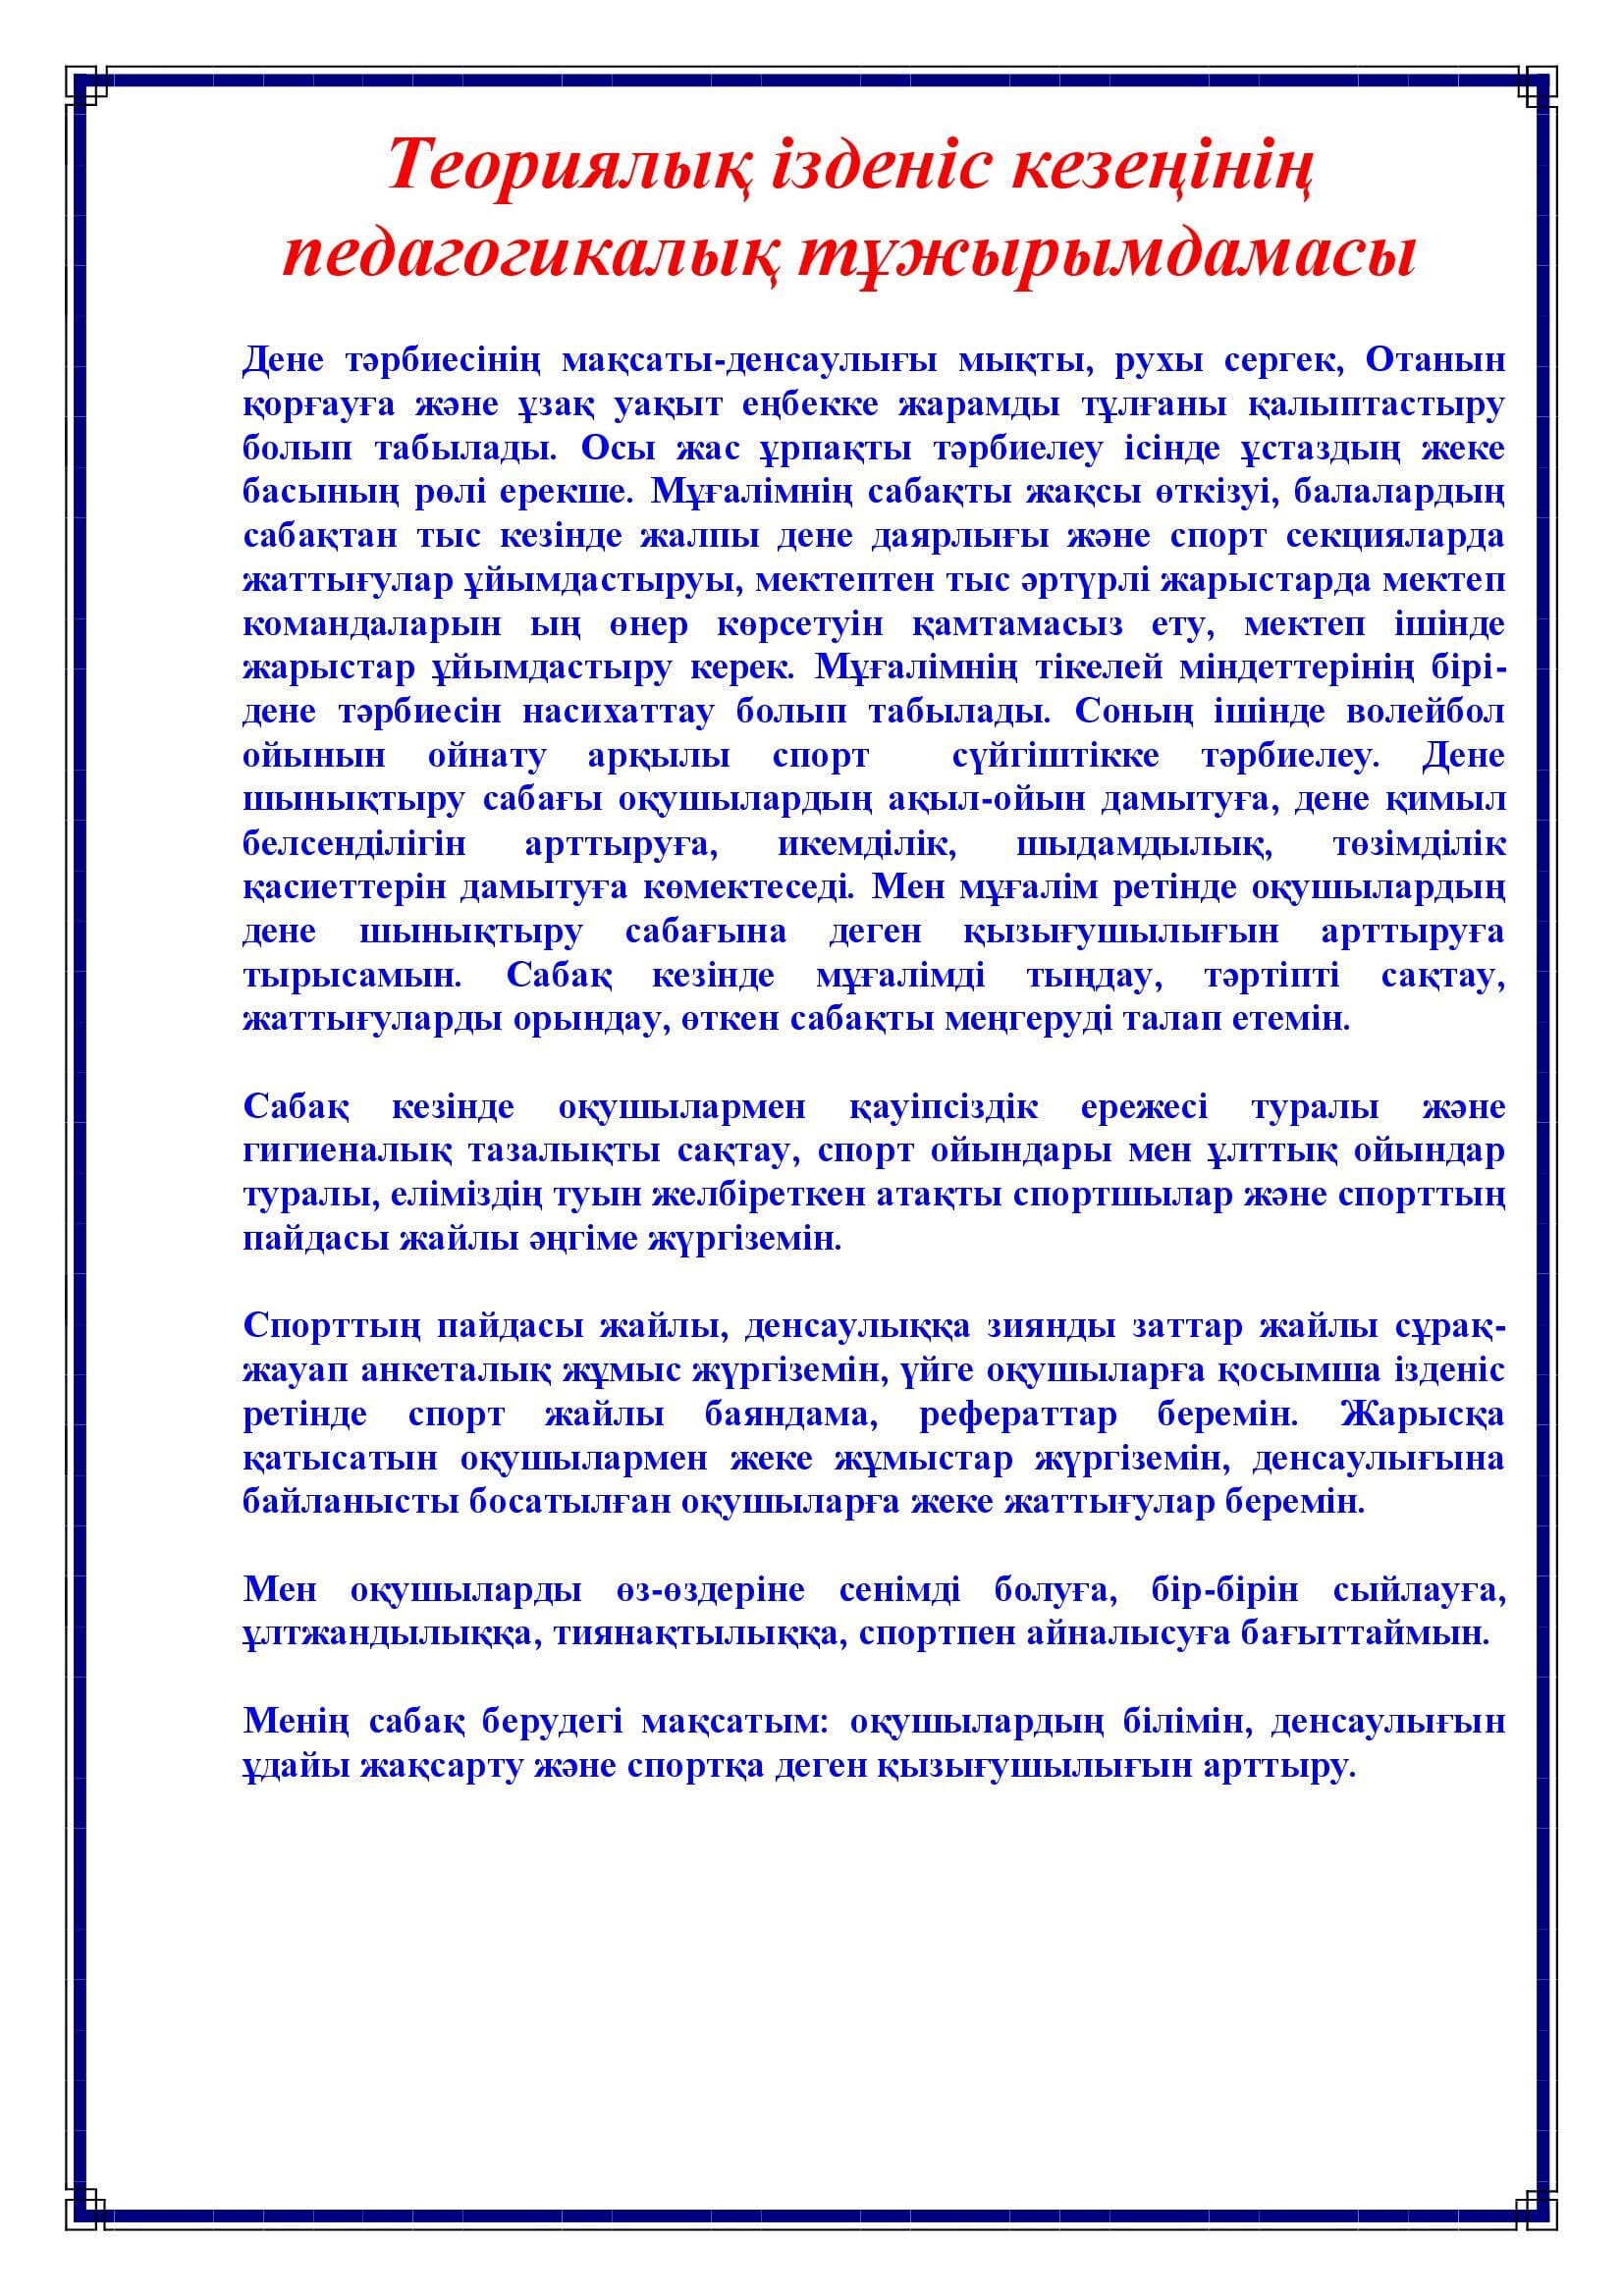 Теориялық ізденіс кезеңінің
педагогикалық тұжырымдамасы
Дене тәрбиесінің мақсаты-денсаулығы мықты, рухы сергек, Отанын
қорғауға және ұзақ уақыт еңбекке жарамды тұлғаны қалыптастыру
болып табылады. Осы жас ұрпақты тәрбиелеу ісінде ұстаздың жеке
басының рөлі ерекше. Мұғалімнің сабақты жақсы өткізуі, балалардың
сабақтан тыс кезінде жалпы дене даярлығы және спорт секцияларда
жаттығулар ұйымдастыруы, мектептен тыс әртүрлі жарыстарда мектеп
командаларын ың өнер көрсетуін қамтамасыз ету, мектеп ішінде
жарыстар ұйымдастыру керек. Мұғалімнің тікелей міндеттерінің бірі-
дене тәрбиесін насихаттау болып табылады. Соның ішінде волейбол
ойынын ойнату арқылы спорт сүйгіштікке тәрбиелеу. Дене
шынықтыру сабағы оқушылардың ақыл-ойын дамытуға, дене қимыл
белсенділігін арттыруға, икемділік, шыдамдылық, төзімділік
қасиеттерін дамытуға көмектеседі. Мен мұғалім ретінде оқушылардың
дене шынықтыру сабағына деген қызығушылығын арттыруға
тырысамын. Сабақ кезінде мұғалімді тыңдау, тәртіпті сақтау,
жаттығуларды орындау, өткен сабақты меңгеруді талап етемін.
Сабақ кезінде оқушылармен қауіпсіздік ережесі туралы және
гигиеналық тазалықты сақтау, спорт ойындары мен ұлттық ойындар
туралы, еліміздің туын желбіреткен атақты спортшылар және спорттың
пайдасы жайлы әңгіме жүргіземін.
Спорттың пайдасы жайлы, денсаулыққа зиянды заттар жайлы сұрақ-
жауап анкеталық жұмыс жүргіземін, үйге оқушыларға қосымша ізденіс
ретінде спорт жайлы баяндама, рефераттар беремін. Жарысқа
қатысатын оқушылармен жеке жұмыстар жүргіземін, денсаулығына
байланысты босатылған оқушыларға жеке жаттығулар беремін.
Мен оқушыларды өз-өздеріне сенімді болуға, бір-бірін сыйлауға,
ұлтжандылыққа, тиянақтылыққа, спортпен айналысуға бағыттаймын.
Менің сабақ берудегі мақсатым: оқушылардың білімін, денсаулығын
ұдайы жақсарту және спортқа деген қызығушылығын арттыру.